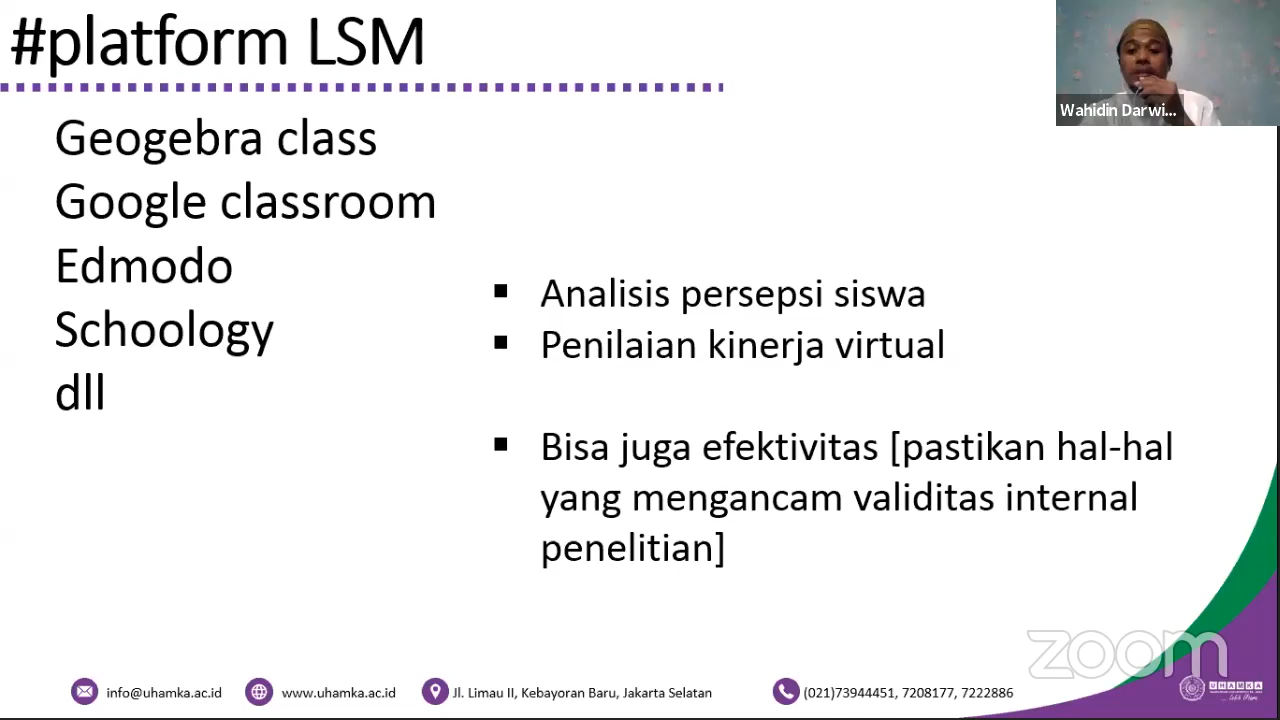 #platform LSM
Wahidin Darwi...
Geogebra class
Google classroom
Edmodo
Schoology
dll
▪ Analisis persepsi siswa
▪ Penilaian kinerja virtual
▪ Bisa juga efektivitas [pastikan hal-hal
yang mengancam validitas internal
penelitian]
zoom
info@uhamka.ac.id
www.uhamka.ac.id
Jl. Limau II, kebaboran Baru, Jakarta Selatan
(021)73944451, 7208177, 7222886
UHAMKA